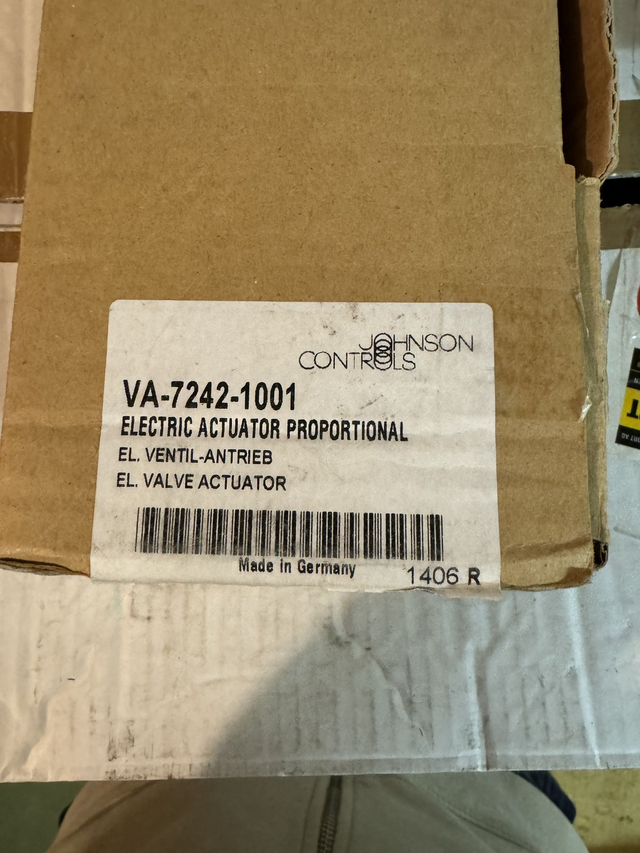 JOHNSON
CONTROLS
VA-7242-1001
ELECTRIC ACTUATOR PROPORTIONAL
EL. VENTIL-ANTRIEB
EL. VALVE ACTUATOR
Made in Germany
1406 R